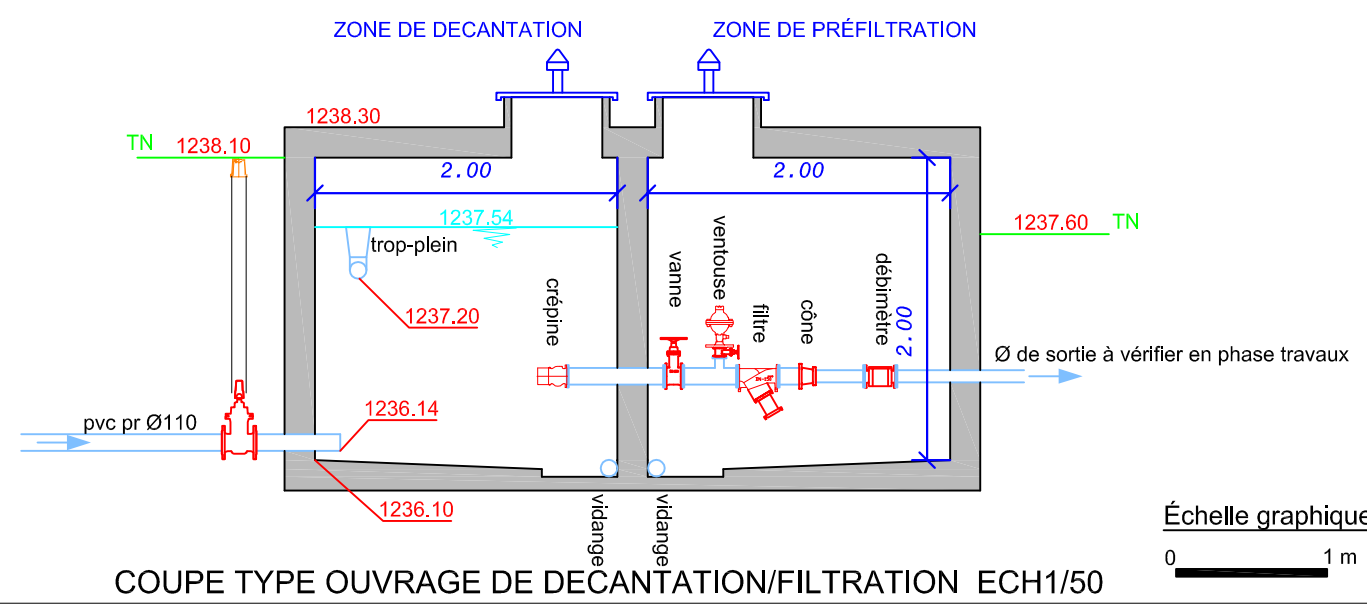 ZONE DE DECANTATION
ZONE DE PRÉFILTRATION
1238.30
TN
1238.10
2.00
2.00
1237.54
1237.60
TN
trop-plein
crépine
vanne
ventouse
filtre
cône
débimètre
2.00
1237.20
Ø de sortie à vérifier en phase travaux
pvc pr Ø110
1236.14
1236.10
vidange
vidange
Échelle graphique
0
1 m
COUPE TYPE OUVRAGE DE DECANTATION/FILTRATION ECH1/50